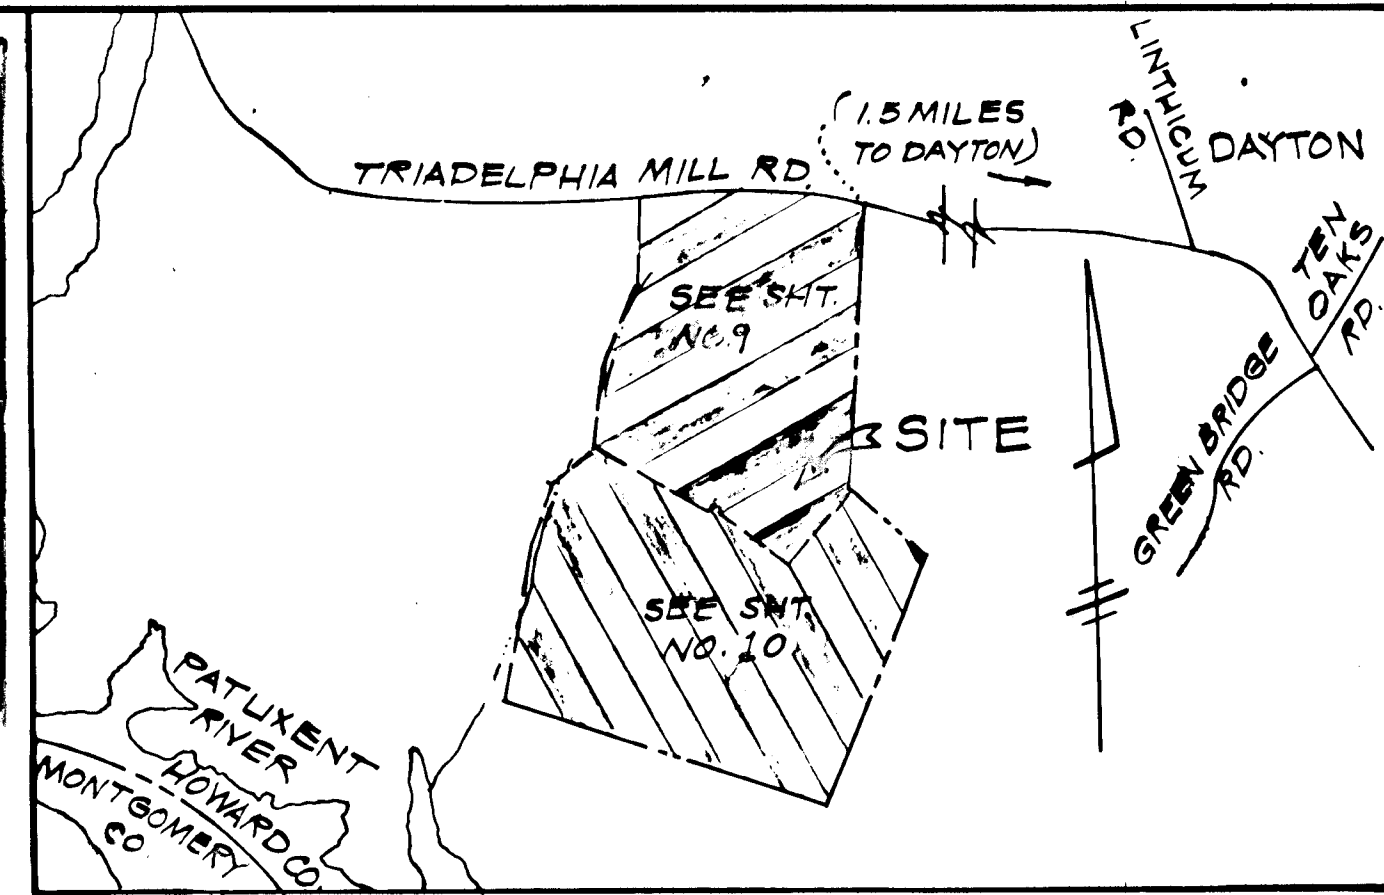 LINTHICUM
RD.
(1.5 MILES
TO DAYTON)
DAYTON
TRIADELPHIA MILL RD.
TEN
OAKS
RD.
SEE SHT.
NO. 9
SITE
GREEN BRIDGE
RD.
SEE SHT.
NO. 10
PATUXENT
RIVER
HOWARD CO.
MONTGOMERY
CO